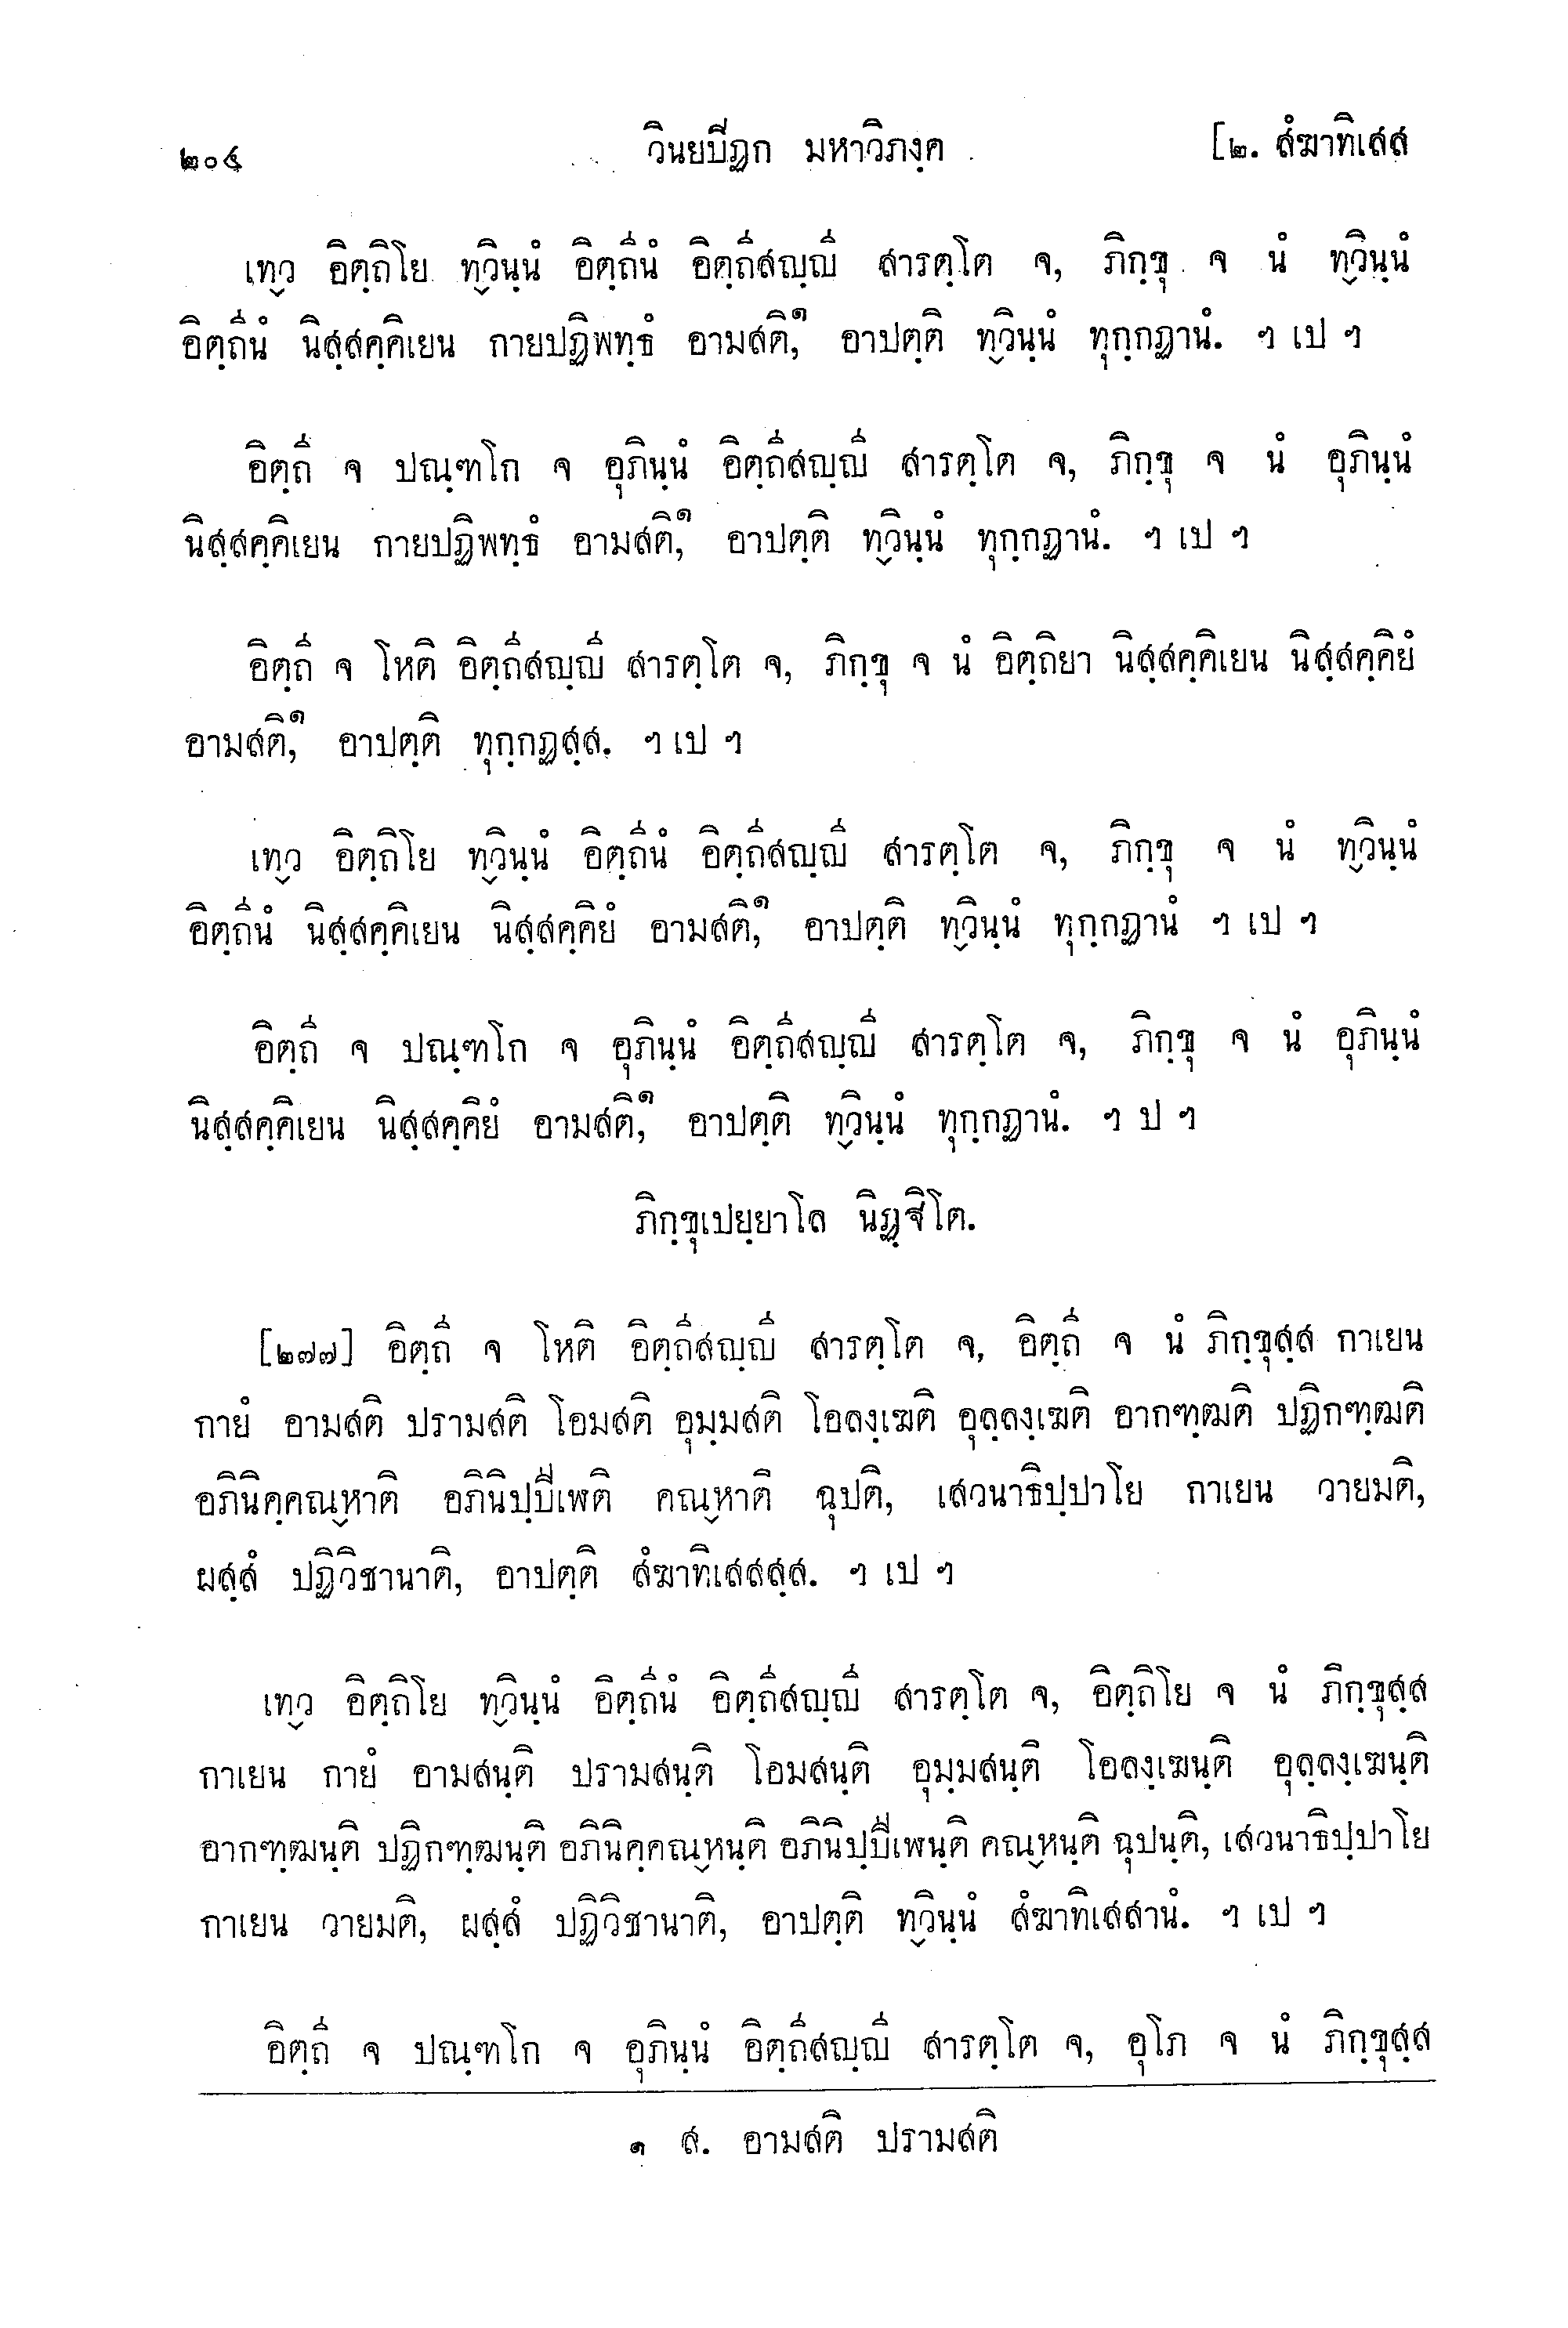 ๒๐๔ วินยปิฏก มหาวิภงฺค [๒. สํฆาทิเสส
เทฺว อิตฺถิโย ทฺวินฺนํ อิตฺถีนํ อิตฺถีสญฺญี สารตฺโต จ, ภิกฺขุ จ นํ ทฺวินฺนํ
อิตฺถีนํ นิสฺสคฺคิเยน กายปฏิพทฺธํ อามสติ,๑ อาปตฺติ ทฺวินฺนํ ทุกฺกฏานํ. ฯ เป ฯ
อิตฺถี จ ปณฺฑโก จ อุภินฺนํ อิตฺถีสญฺญี สารตฺโต จ, ภิกฺขุ จ นํ อุภินฺนํ
นิสฺสคฺคิเยน กายปฏิพทฺธํ อามสติ,๑ อาปตฺติ ทฺวินฺนํ ทุกฺกฏานํ. ฯ เป ฯ
อิตฺถี จ โหติ อิตฺถีสญฺญี สารตฺโต จ, ภิกฺขุ จ นํ อิตฺถิยา นิสฺสคฺคิเยน นิสฺสคฺคิยํ
อามสติ,๑ อาปตฺติ ทุกฺกฏสฺส. ฯ เป ฯ
เทฺว อิตฺถิโย ทฺวินฺนํ อิตฺถีนํ อิตฺถีสญฺญี สารตฺโต จ, ภิกฺขุ จ นํ ทฺวินฺนํ
อิตฺถีนํ นิสฺสคฺคิเยน นิสฺสคฺคิยํ อามสติ,๑ อาปตฺติ ทฺวินฺนํ ทุกฺกฏานํ ฯ เป ฯ
อิตฺถี จ ปณฺฑโก จ อุภินฺนํ อิตฺถีสญฺญี สารตฺโต จ, ภิกฺขุ จ นํ อุภินฺนํ
นิสฺสคฺคิเยน นิสฺสคฺคิยํ อามสติ,๑ อาปตฺติ ทฺวินฺนํ ทุกฺกฏานํ. ฯ ป ฯ
ภิกฺขุเปยฺยาโล นิฏฺฐิโต.
[๒๗๗] อิตฺถี จ โหติ อิตฺถีสญฺญี สารตฺโต จ, อิตฺถี จ นํ ภิกฺขุสฺส กาเยน
กายํ อามสติ ปรามสติ โอมสติ อุมฺมสติ โอลงฺเฆติ อุลฺลงฺเฆติ อากฑฺฒติ ปฏิกฑฺฒติ
อภินิคฺคณฺหาติ อภินิปฺปีเฬติ คณฺหาติ ฉุปติ, เสวนาธิปฺปาโย กาเยน วายมติ,
ผสฺสํ ปฏิวิชานาติ, อาปตฺติ สํฆาทิเสสสฺส. ฯ เป ฯ
เทฺว อิตฺถิโย ทฺวินฺนํ อิตฺถีนํ อิตฺถีสญฺญี สารตฺโต จ, อิตฺถิโย จ นํ ภิกฺขุสฺส
กาเยน กายํ อามสนฺติ ปรามสนฺติ โอมสนฺติ อุมฺมสนฺติ โอลงฺเฆนฺติ อุลฺลงฺเฆนฺติ
อากฑฺฒนฺติ ปฏิกฑฺฒนฺติ อภินิคฺคณฺหนฺติ อภินิปฺปีเฬนฺติ คณฺหนฺติ ฉุปนฺติ, เสวนาธิปฺปาโย
กาเยน วายมติ, ผสฺสํ ปฏิวิชานาติ, อาปตฺติ ทฺวินฺนํ สํฆาทิเสสานํ. ฯ เป ฯ
อิตฺถี จ ปณฺฑโก จ อุภินฺนํ อิตฺถีสญฺญี สารตฺโต จ, อุโภ จ นํ ภิกฺขุสฺส
๑ ส. อามสติ ปรามสติ